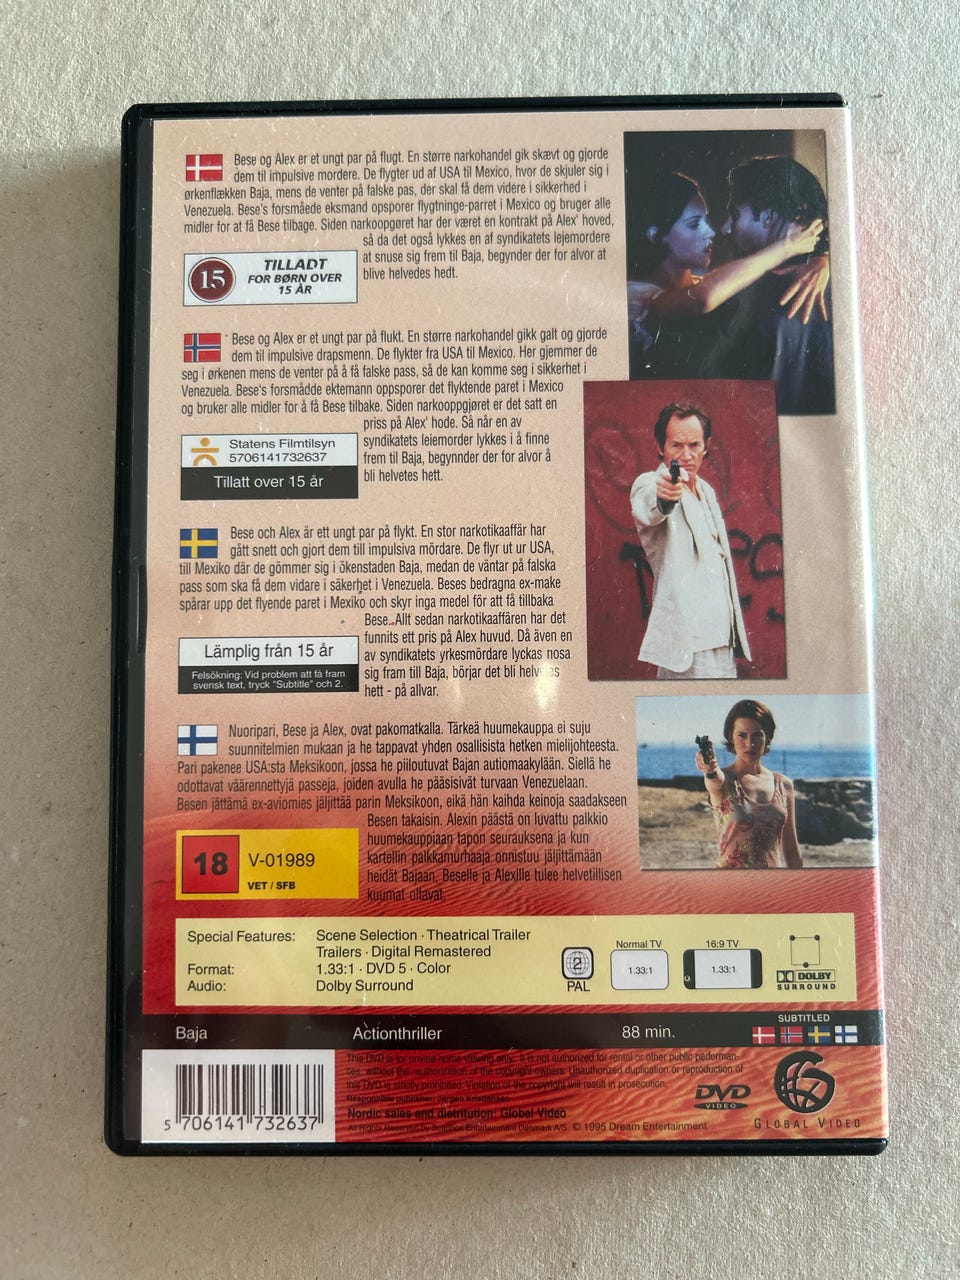 Bese og Alex er et ungt par på flugt. En større narkohandel gik skævt og gjorde
dem til impulsive mordere. De flygter ud af USA til Mexico, hvor de skjuler sig i
ørkenflækken Baja, mens de venter på falske pas, der skal få dem videre i sikkerhed i
Venezuela. Bese's forsmåede eksmand opsporer flygtninge-parret i Mexico og bruger alle
midler for at få Bese tilbage. Siden narkoopgøret har der været en kontrakt på Alex' hoved,
så da det også lykkes en af syndikatets lejemordere
at snuse sig frem til Baja, begynder der for alvor at
blive helvedes hedt.
15
TILLADT
FOR BØRN OVER
15 ÅR
Bese og Alex er et ungt par på flukt. En større narkohandel gikk galt og gjorde
dem til impulsive drapsmenn. De flykter fra USA til Mexico. Her gjemmer de
seg i ørkenen mens de venter på å få falske pass, så de kan komme seg i sikkerhet i
Venezuela. Bese's forsmådde ektemann oppsporer det flyktende paret i Mexico
og bruker alle midler for å få Bese tilbake. Siden narkooppgjøret er det satt en
priss på Alex' hode. Så når en av
syndikatets leiemorder lykkes i å finne
frem til Baja, begynnder der for alvor å
bli helvetes hett.
Statens Filmtilsyn
5706141732637
Tillatt over 15 år
Bese och Alex är ett ungt par på flykt. En stor narkotikaaffär har
gått snett och gjort dem till impulsiva mördare. De flyr ut ur USA,
till Mexiko där de gömmer sig i ökenstaden Baja, medan de väntar på falska
pass som ska få dem vidare i säkerhet i Venezuela. Beses bedragna ex-make
spårar upp det flyende paret i Mexiko och skyr inga medel för att få tillbaka
Bese. Allt sedan narkotikaaffären har det
funnits ett pris på Alex huvud. Då även en
av syndikatets yrkesmördare lyckas nosa
sig fram till Baja, börjar det bli helvetes
hett - på allvar.
Lämplig från 15 år
Felsökning: Vid problem att få fram
svensk text, tryck "Subtitle" och 2.
Nuoripari, Bese ja Alex, ovat pakomatkalla. Tärkeä huumekauppa ei suju
suunnitelmien mukaan ja he tappavat yhden osallisista hetken mielijohteesta.
Pari pakenee USA:sta Meksikoon, jossa he piiloutuvat Bajan autiomaakylään. Siellä he
odottavat väärennettyjä passeja, joiden avulla he pääsisivät turvaan Venezuelaan.
Besen jättämä ex-aviomies jäljittää parin Meksikoon, eikä hän kaihda keinoja saadakseen
Besen takaisin. Alexin päästä on luvattu palkkio
huumekauppiaan tapon seurauksena ja kun
kartellin palkkamurhaaja onnistuu jäljittämään
heidät Bajaan, Beselle ja Alexille tulee helvetillisen
kuumat oltavat.
18
V-01989
VET / SFB
Special Features: Scene Selection · Theatrical Trailer
Trailers · Digital Remastered
Format: 1.33:1 · DVD 5 · Color
Audio: Dolby Surround
2
PAL
Normal TV
1.33:1
16:9 TV
1.33:1
DOLBY
SURROUND
Baja Actionthriller 88 min.
SUBTITLED
This DVD is for private home viewing only. It is not authorized for rental or other public performan-
ces, without the authorization of the copyright owners. Unauthorized duplication or reproduction of
this DVD is strictly prohibited. Violation of the copyright will result in prosecution.
Responsible publisher: Jørgen Kristiansen
Nordic sales and distribution: Global Video
All Rights Reserved by Scanbox Entertainment Denmark A/S © 1995 Dream Entertainment
DVD
VIDEO
GLOBAL VIDEO
5 706141 732637